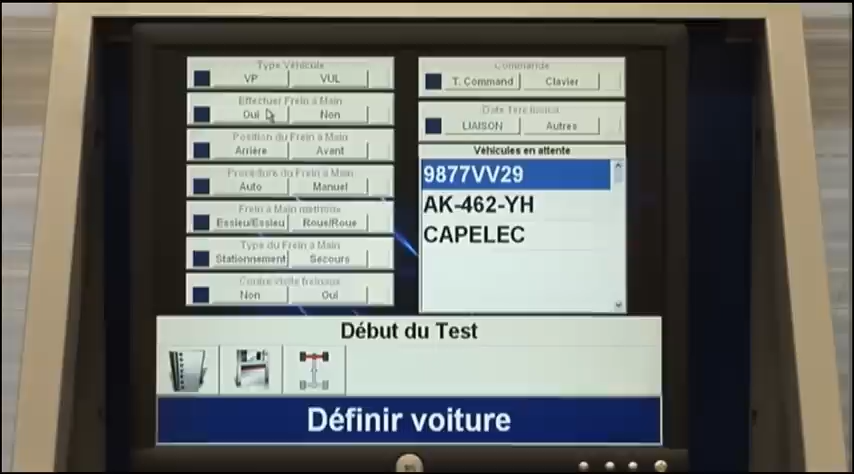 Type Véhicule
VP VUL
Effectuer Frein à Main
Oui Non
Position du Frein à Main
Arrière Avant
Procédure du Frein à Main
Auto Manuel
Frein à Main méthode
Essieu/Essieu Roue/Roue
Type du Frein à Main
Stationnement Secours
Contre visite freinage
Non Oui
Commande
T. Command Clavier
LIAISON Autres
Véhicules en attente
9877VV29
AK-462-YH
CAPELEC
Début du Test
Définir voiture